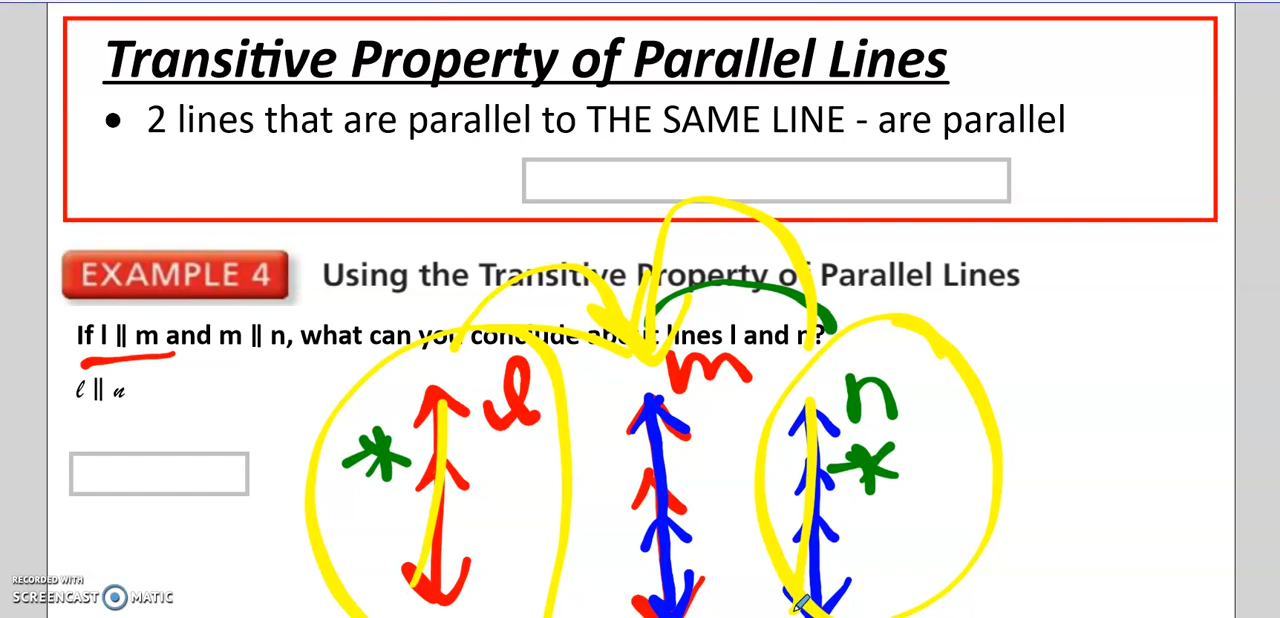 Transitive Property of Parallel Lines
• 2 lines that are parallel to THE SAME LINE - are parallel
EXAMPLE 4 Using the Transitive Property of Parallel Lines
If l ∥ m and m ∥ n, what can you conclude about lines l and n?
ℓ ∥ n
l m n
* *
RECORDED WITH
SCREENCAST MATIC